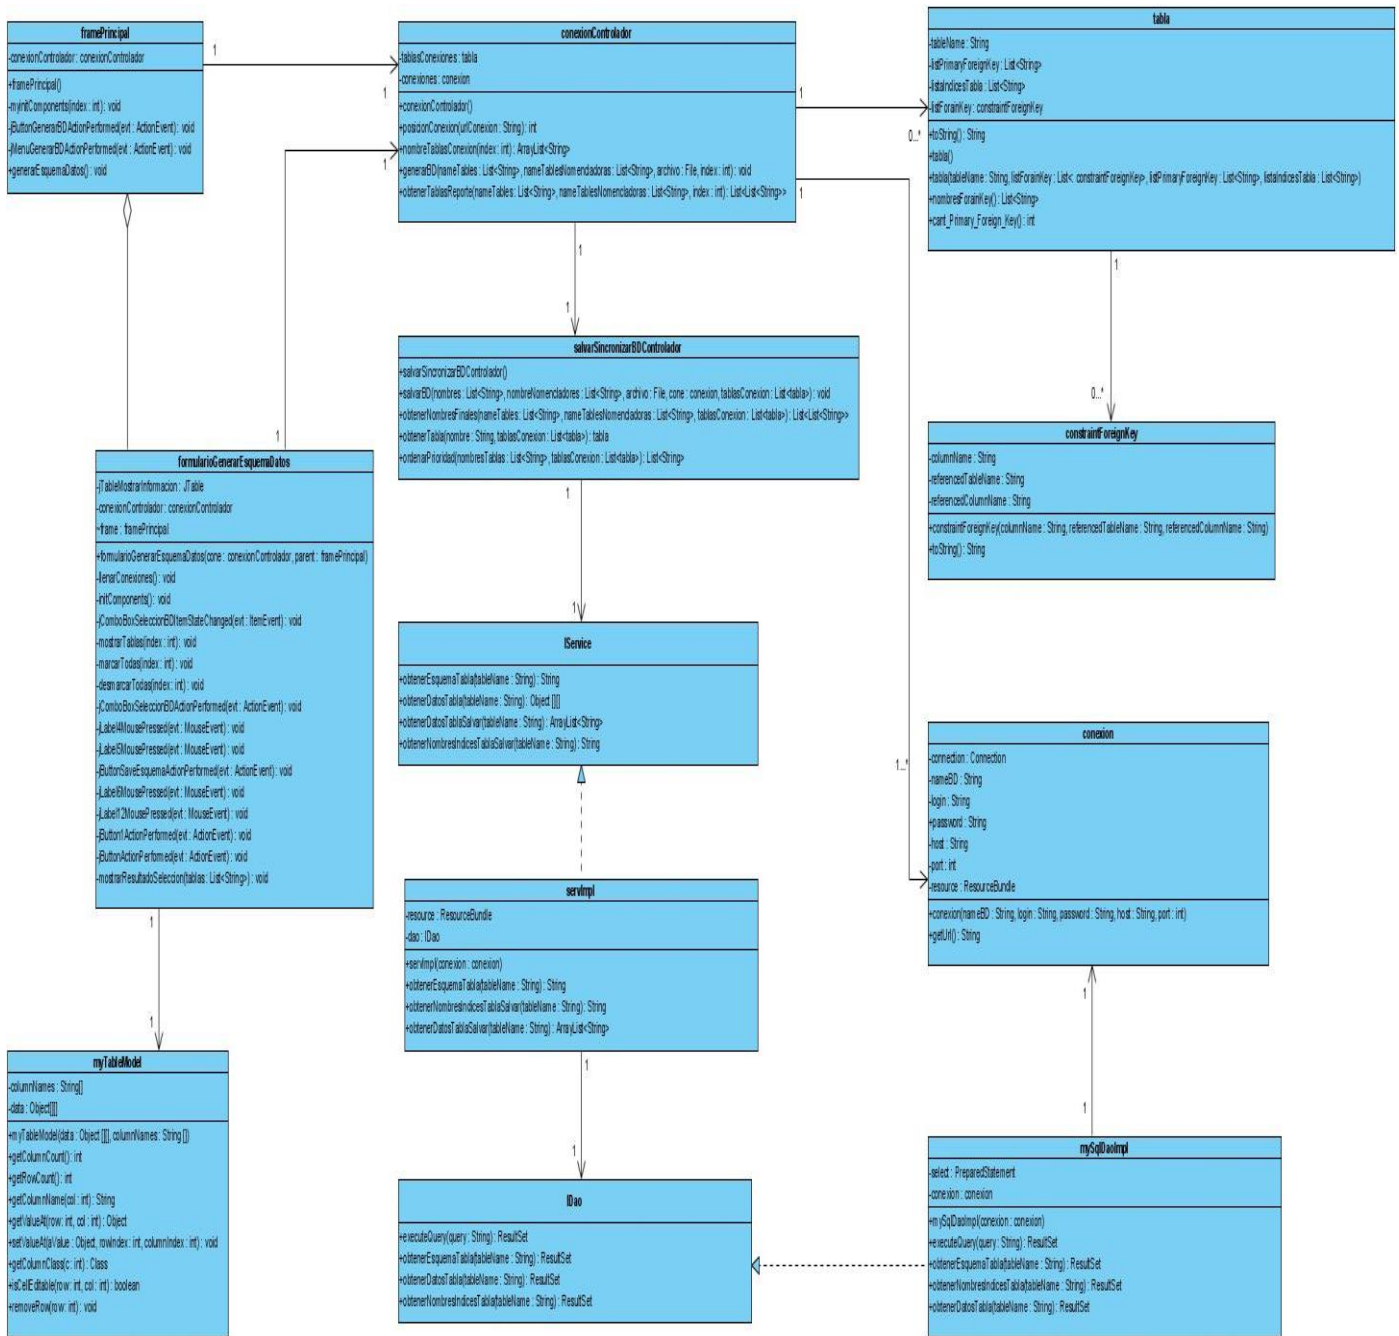 framePrincipal
-conexionControlador : conexionControlador
+framePrincipal()
-myInitComponents(index : int) : void
-jButtonGenerarBDActionPerformed(evt : ActionEvent) : void
-jMenuGenerarBDActionPerformed(evt : ActionEvent) : void
+generarEsquemaDatos() : void
1
1
conexionControlador
-tablasConexiones : tabla
-conexiones : conexion
+conexionControlador()
+posicionConexion(urlConexion : String) : int
+nombreTablasConexion(index : int) : ArrayList<String>
+generarBD(nameTables : List<String>, nameTablesNomencladoras : List<String>, archivo : File, index : int) : void
+obtenerTablasReporte(nameTables : List<String>, nameTablesNomencladoras : List<String>, index : int) : List<List<String>>
1
0...*
tabla
-tableName : String
-listPrimaryForeignKey : List<String>
-listaIndicesTabla : List<String>
-listForainKey : constraintForeignKey
+toString() : String
+tabla()
+tabla(tableName : String, listForainKey : List< constraintForeignKey>, listPrimaryForeignKey : List<String>, listaIndicesTabla : List<String>)
+nombresForainKey() : List<String>
+cant_Primary_Foreign_Key() : int
1
1
1
1
1
0...*
salvarSincronizarBDControlador
+salvarSincronizarBDControlador()
+salvarBD(nombres : List<String>, nombreNomencladores : List<String>, archivo : File, cone : conexion, tablasConexion : List<tabla>) : void
+obtenerNombresFinales(nameTables : List<String>, nameTablesNomencladoras : List<String>, tablasConexion : List<tabla>) : List<List<String>>
+obtenerTabla(nombre : String, tablasConexion : List<tabla>) : tabla
+ordenarPrioridad(nombresTablas : List<String>, tablasConexion : List<tabla>) : List<String>
constraintForeignKey
-columnName : String
-referencedTableName : String
-referencedColumnName : String
+constraintForeignKey(columnName : String, referencedTableName : String, referencedColumnName : String)
+toString() : String
1
1
formularioGenerarEsquemaDatos
-jTableMostrarInformacion : JTable
-conexionControlador : conexionControlador
~frame : framePrincipal
+formularioGenerarEsquemaDatos(cone : conexionControlador, parent : framePrincipal)
-llenarConexiones() : void
-initComponents() : void
-jComboBoxSeleccionBDItemStateChanged(evt : ItemEvent) : void
-mostrarTablas(index : int) : void
-marcarTodas(index : int) : void
-desmarcarTodas(index : int) : void
-jComboBoxSeleccionBDActionPerformed(evt : ActionEvent) : void
-jLabel4MousePressed(evt : MouseEvent) : void
-jLabel5MousePressed(evt : MouseEvent) : void
-jButtonSaveEsquemaActionPerformed(evt : ActionEvent) : void
-jLabel6MousePressed(evt : MouseEvent) : void
-jLabel12MousePressed(evt : MouseEvent) : void
-jButton1ActionPerformed(evt : ActionEvent) : void
-jButtonActionPerformed(evt : ActionEvent) : void
-mostrarResultadoSeleccion(tablas : List<String>) : void
1
IService
+obtenerEsquemaTabla(tableName : String) : String
+obtenerDatosTabla(tableName : String) : Object [][]
+obtenerDatosTablaSalvar(tableName : String) : ArrayList<String>
+obtenerNombresIndicesTablaSalvar(tableName : String) : String
1...*
conexion
-connection : Connection
-nameBD : String
-login : String
+password : String
-host : String
-port : int
-resource : ResourceBundle
+conexion(nameBD : String, login : String, password : String, host : String, port : int)
+getUrl() : String
servImpl
-resource : ResourceBundle
-dao : IDao
+servImpl(conexion : conexion)
+obtenerEsquemaTabla(tableName : String) : String
+obtenerNombresIndicesTablaSalvar(tableName : String) : String
+obtenerDatosTablaSalvar(tableName : String) : ArrayList<String>
1
1
1
1
myTableModel
-columnNames : String[]
-data : Object[][]
+myTableModel(data : Object [][], columnNames : String [])
+getColumnCount() : int
+getRowCount() : int
+getColumnName(col : int) : String
+getValueAt(row : int, col : int) : Object
+setValueAt(aValue : Object, rowIndex : int, columnIndex : int) : void
+getColumnClass(c : int) : Class
+isCellEditable(row : int, col : int) : boolean
+removeRow(row : int) : void
1
1
IDao
+executeQuery(query : String) : ResultSet
+obtenerEsquemaTabla(tableName : String) : ResultSet
+obtenerDatosTabla(tableName : String) : ResultSet
+obtenerNombresIndicesTabla(tableName : String) : ResultSet
mySqlDaoImpl
-select : PreparedStatement
-conexion : conexion
+mySqlDaoImpl(conexion : conexion)
+executeQuery(query : String) : ResultSet
+obtenerEsquemaTabla(tableName : String) : ResultSet
+obtenerNombresIndicesTabla(tableName : String) : ResultSet
+obtenerDatosTabla(tableName : String) : ResultSet